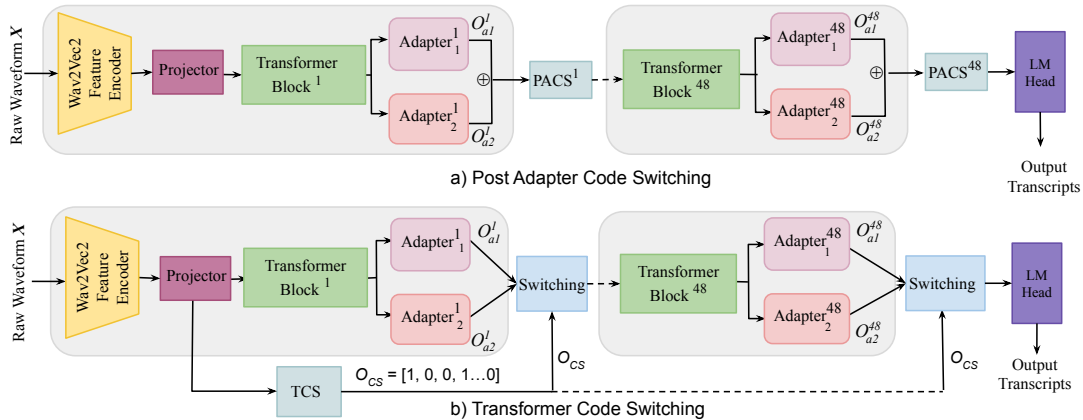 Raw Waveform X
Wav2Vec2
Feature
Encoder
Projector
Transformer
Block 1
Adapter 1 1
O a1 1
Adapter 1 2
O a2 1
⊕
PACS 1
Transformer
Block 48
Adapter 48 1
O a1 48
Adapter 48 2
O a2 48
⊕
PACS 48
LM
Head
Output
Transcripts
a) Post Adapter Code Switching
Raw Waveform X
Wav2Vec2
Feature
Encoder
Projector
Transformer
Block 1
Adapter 1 1
O a1 1
Adapter 1 2
O a2 1
Switching
Transformer
Block 48
Adapter 48 1
O a1 48
Adapter 48 2
O a2 48
Switching
LM
Head
Output
Transcripts
TCS
O CS = [1, 0, 0, 1...0]
O CS
O CS
b) Transformer Code Switching